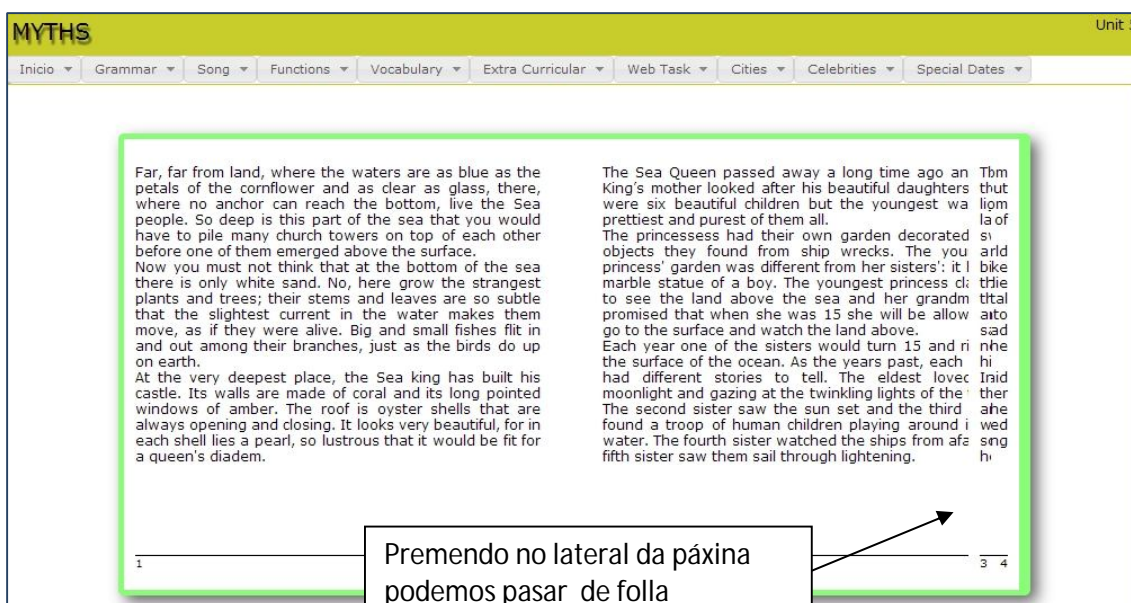 MYTHS
Unit
Inicio Grammar Song Functions Vocabulary Extra Curricular Web Task Cities Celebrities Special Dates
Far, far from land, where the waters are as blue as the
petals of the cornflower and as clear as glass, there,
where no anchor can reach the bottom, live the Sea
people. So deep is this part of the sea that you would
have to pile many church towers on top of each other
before one of them emerged above the surface.
Now you must not think that at the bottom of the sea
there is only white sand. No, here grow the strangest
plants and trees; their stems and leaves are so subtle
that the slightest current in the water makes them
move, as if they were alive. Big and small fishes flit in
and out among their branches, just as the birds do up
on earth.
At the very deepest place, the Sea king has built his
castle. Its walls are made of coral and its long pointed
windows of amber. The roof is oyster shells that are
always opening and closing. It looks very beautiful, for in
each shell lies a pearl, so lustrous that it would be fit for
a queen's diadem.
1
The Sea Queen passed away a long time ago an
King's mother looked after his beautiful daughters
were six beautiful children but the youngest wa
prettiest and purest of them all.
The princessess had their own garden decorated
objects they found from ship wrecks. The you
princess' garden was different from her sisters': it
marble statue of a boy. The youngest princess
to see the land above the sea and her grandm
promised that when she was 15 she will be allow
go to the surface and watch the land above.
Each year one of the sisters would turn 15 and ri
the surface of the ocean. As the years past, each
had different stories to tell. The eldest
moonlight and gazing at the twinkling lights of the
The second sister saw the sun set and the third
found a troop of human children playing around
water. The fourth sister watched the ships from
fifth sister saw them sail through lightening.
3 4
Premendo no lateral da páxina
podemos pasar de folla